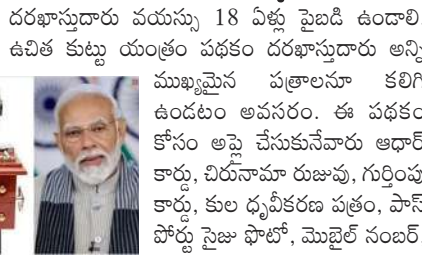 దరఖాస్తుదారు వయస్సు 18 ఏళ్లు పైబడి ఉండాలి.
ఉచిత కుట్టు యంత్రం పథకం దరఖాస్తుదారు అన్ని
ముఖ్యమైన పత్రాలనూ కలిగి
ఉండటం అవసరం. ఈ పథకం
కోసం అప్లై చేసుకునేవారు ఆధార్
కార్డు, చిరునామా రుజువు, గుర్తింపు
కార్డు, కుల ధృవీకరణ పత్రం, పాస్
పోర్టు సైజు ఫొటో, మొబైల్ నంబర్.